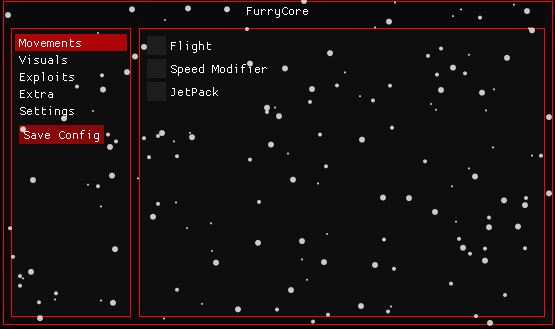 FurryCore
Movements
Visuals
Exploits
Extra
Settings
Save Config
Flight
Speed Modifier
JetPack